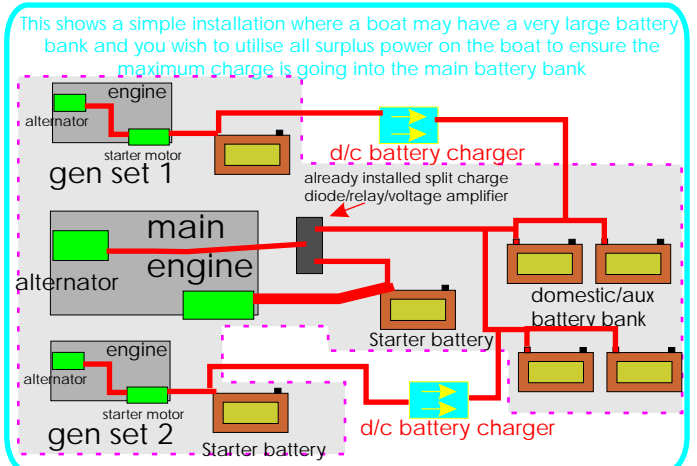 This shows a simple installation where a boat may have a very large battery
bank and you wish to utilise all surplus power on the boat to ensure the
maximum charge is going into the main battery bank
engine
alternator
starter motor
gen set 1
d/c battery charger
already installed split charge
diode/relay/voltage amplifier
main
engine
alternator
Starter battery
domestic/aux
battery bank
engine
alternator
starter motor
gen set 2
Starter battery
d/c battery charger